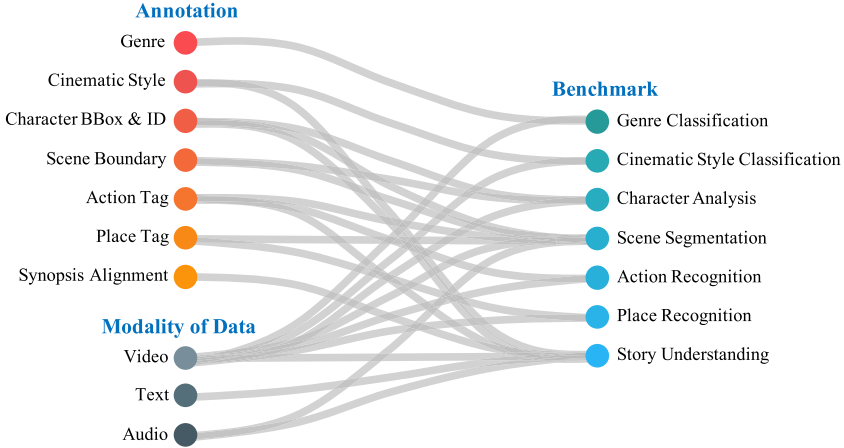 Annotation
Genre
Cinematic Style
Character BBox & ID
Scene Boundary
Action Tag
Place Tag
Synopsis Alignment
Modality of Data
Video
Text
Audio
Benchmark
Genre Classification
Cinematic Style Classification
Character Analysis
Scene Segmentation
Action Recognition
Place Recognition
Story Understanding